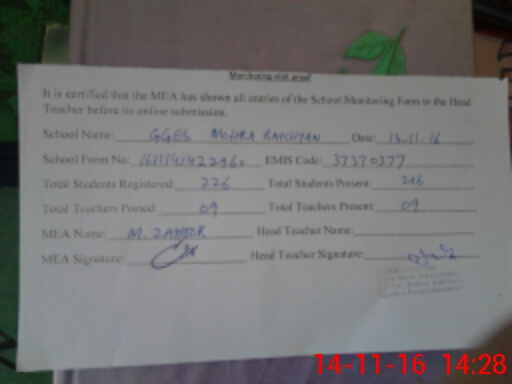 Monitoring visit proof
It is certified that the MEA has shown all entries of the School Monitoring Form to the Head
Teacher before its online submission.
School Name: GGES MOHRA Date: 14-11-16
School Form No: EMIS Code: 37370377
Total Students Registered: 226 Total Students Present: 216
Total Teachers Posted: 09 Total Teachers Present: 09
MEA Name: M. Head Teacher Name:
MEA Signature: Head Teacher Signature:
14-11-16 14:28